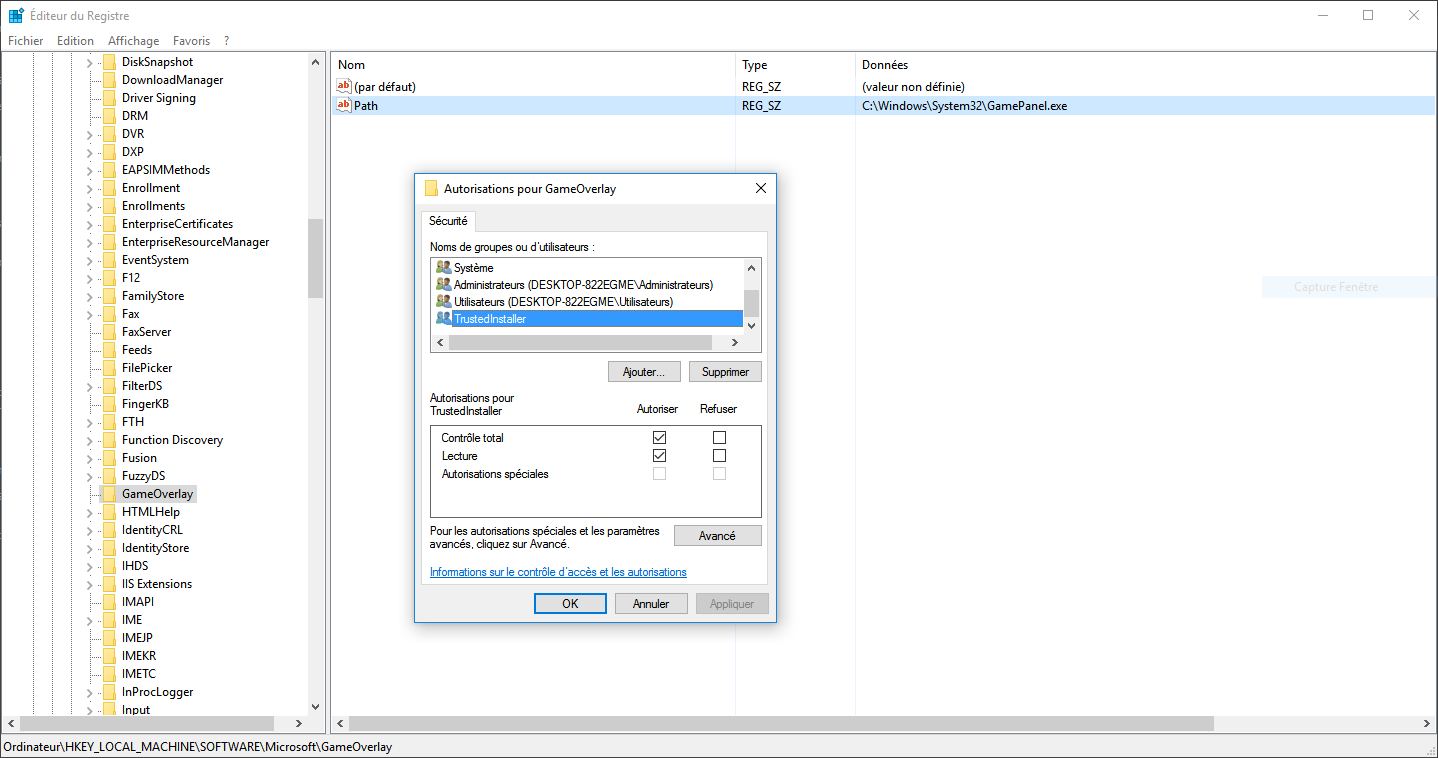 Éditeur du Registre
Fichier Edition Affichage Favoris ?
DiskSnapshot
DownloadManager
Driver Signing
DRM
DVR
DXP
EAPSIMMethods
Enrollment
Enrollments
EnterpriseCertificates
EnterpriseResourceManager
EventSystem
F12
FamilyStore
Fax
FaxServer
Feeds
FilePicker
FilterDS
FingerKB
FTH
Function Discovery
Fusion
FuzzyDS
GameOverlay
HTMLHelp
IdentityCRL
IdentityStore
IHDS
IIS Extensions
IMAPI
IME
IMEJP
IMEKR
IMETC
InProcLogger
Input
Nom Type Données
ab (par défaut) REG_SZ (valeur non définie)
ab Path REG_SZ C:\Windows\System32\GamePanel.exe
Autorisations pour GameOverlay
Sécurité
Noms de groupes ou d'utilisateurs :
Système
Administrateurs (DESKTOP-822EGME\Administrateurs)
Utilisateurs (DESKTOP-822EGME\Utilisateurs)
TrustedInstaller
Ajouter... Supprimer
Autorisations pour
TrustedInstaller Autoriser Refuser
Contrôle total
Lecture
Autorisations spéciales
Pour les autorisations spéciales et les paramètres
avancés, cliquez sur Avancé.
Avancé
Informations sur le contrôle d'accès et les autorisations
OK Annuler Appliquer
Capture Fenêtre
Ordinateur\HKEY_LOCAL_MACHINE\SOFTWARE\Microsoft\GameOverlay